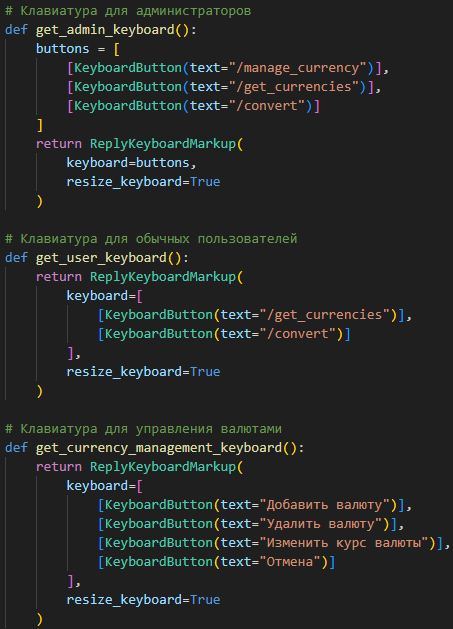 # Клавиатура для администраторов
def get_admin_keyboard():
    buttons = [
        [KeyboardButton(text="/manage_currency")],
        [KeyboardButton(text="/get_currencies")],
        [KeyboardButton(text="/convert")]
    ]
    return ReplyKeyboardMarkup(
        keyboard=buttons,
        resize_keyboard=True
    )

# Клавиатура для обычных пользователей
def get_user_keyboard():
    return ReplyKeyboardMarkup(
        keyboard=[
            [KeyboardButton(text="/get_currencies")],
            [KeyboardButton(text="/convert")]
        ],
        resize_keyboard=True
    )

# Клавиатура для управления валютами
def get_currency_management_keyboard():
    return ReplyKeyboardMarkup(
        keyboard=[
            [KeyboardButton(text="Добавить валюту")],
            [KeyboardButton(text="Удалить валюту")],
            [KeyboardButton(text="Изменить курс валюты")],
            [KeyboardButton(text="Отмена")]
        ],
        resize_keyboard=True
    )